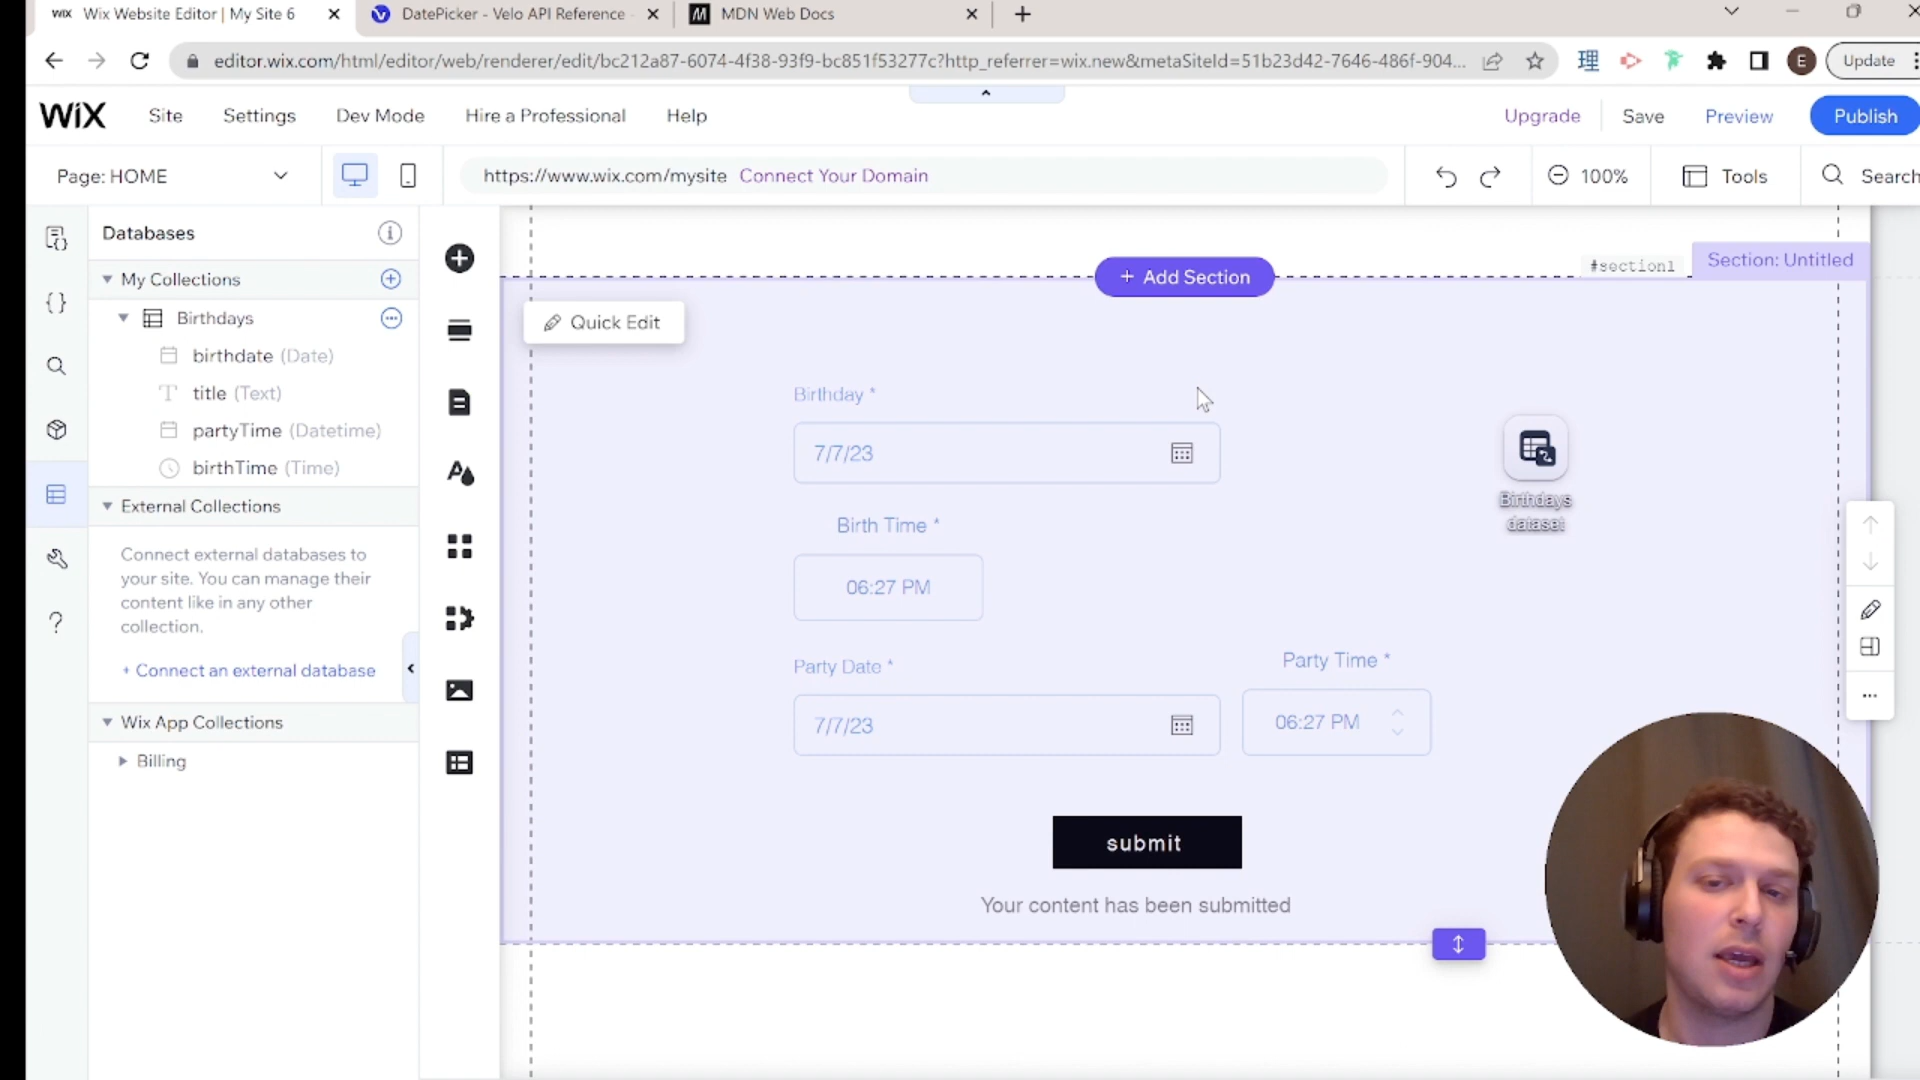 WiX Wix Website Editor | My Site 6
DatePicker - Velo API Reference
MDN Web Docs
editor.wix.com/html/editor/web/renderer/edit/bc212a87-6074-4f38-93f9-bc851f53277c?http_referrer=wix.new&metaSiteId=51b23d42-7646-486f-904...
理
E
Update
WiX
Site
Settings
Dev Mode
Hire a Professional
Help
Upgrade
Save
Preview
Publish
Page: HOME
https://www.wix.com/mysite Connect Your Domain
100%
Tools
Search
Databases
My Collections
Birthdays
birthdate (Date)
title (Text)
partyTime (Datetime)
birthTime (Time)
External Collections
Connect external databases to
your site. You can manage their
content like in any other
collection.
+ Connect an external database
Wix App Collections
Billing
+ Add Section
#section1
Section: Untitled
Quick Edit
Birthday *
7/7/23
Birth Time *
06:27 PM
Party Date *
7/7/23
Party Time *
06:27 PM
Birthdays
dataset
submit
Your content has been submitted